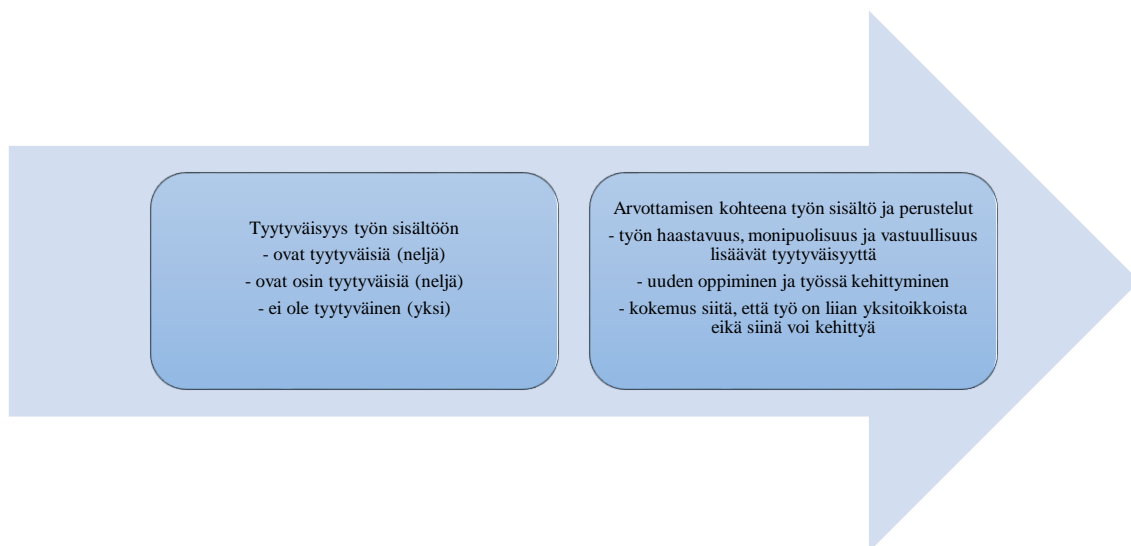 Tyytyväisyys työn sisältöön
- ovat tyytyväisiä (neljä)
- ovat osin tyytyväisiä (neljä)
- ei ole tyytyväinen (yksi)
Arvottamisen kohteena työn sisältö ja perustelut
- työn haastavuus, monipuolisuus ja vastuullisuus
lisäävät tyytyväisyyttä
- uuden oppiminen ja työssä kehittyminen
- kokemus siitä, että työ on liian yksitoikkoista
eikä siinä voi kehittyä